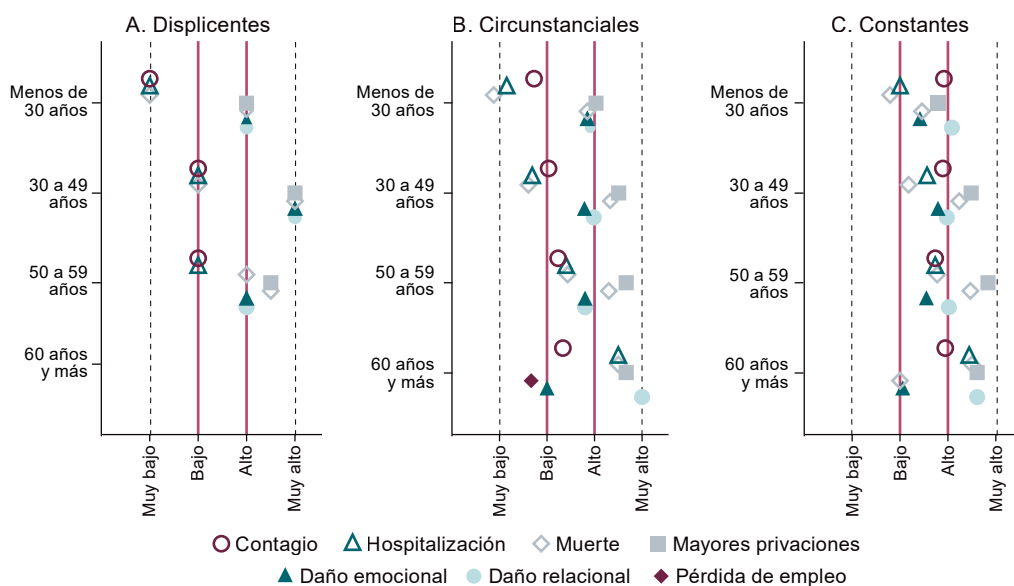 A. Displicentes
B. Circunstanciales
C. Constantes
Menos de
30 años
30 a 49
años
50 a 59
años
60 años
y más
Muy bajo
Bajo
Alto
Muy alto
Menos de
30 años
30 a 49
años
50 a 59
años
60 años
y más
Muy bajo
Bajo
Alto
Muy alto
Menos de
30 años
30 a 49
años
50 a 59
años
60 años
y más
Muy bajo
Bajo
Alto
Muy alto
Contagio Hospitalización Muerte Mayores privaciones
Daño emocional Daño relacional Pérdida de empleo